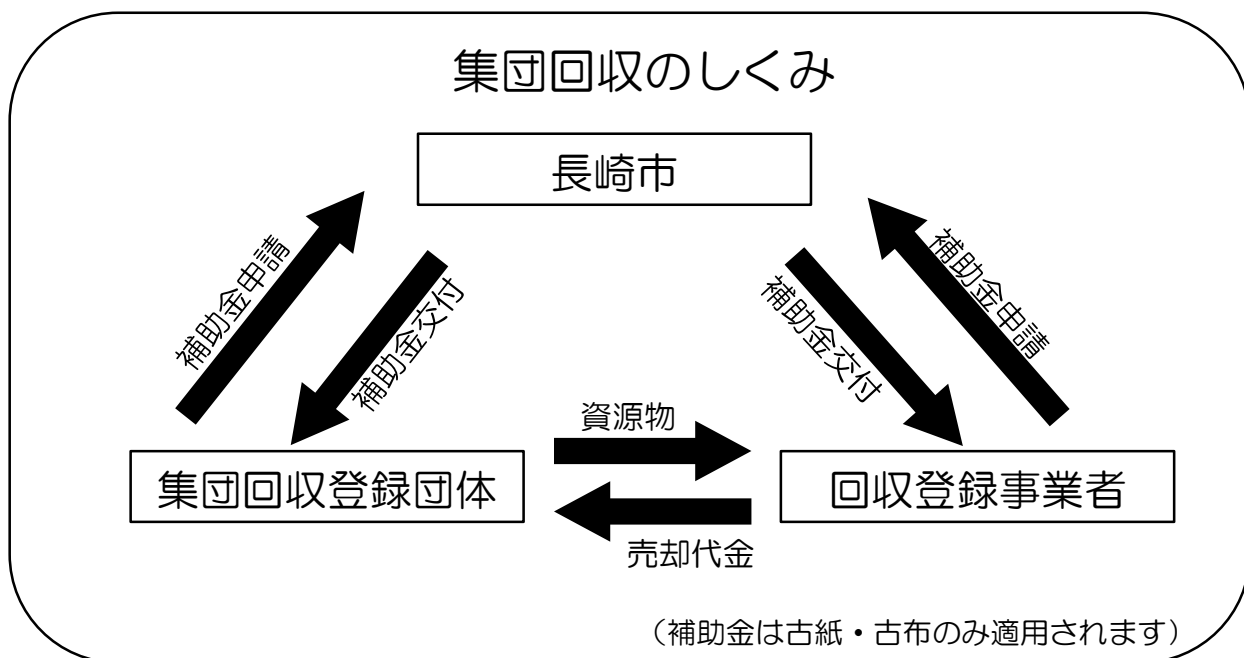 集団回収のしくみ
長崎市
補助金申請
補助金交付
補助金交付
補助金申請
集団回収登録団体
資源物
売却代金
回収登録事業者
（補助金は古紙・古布のみ適用されます）